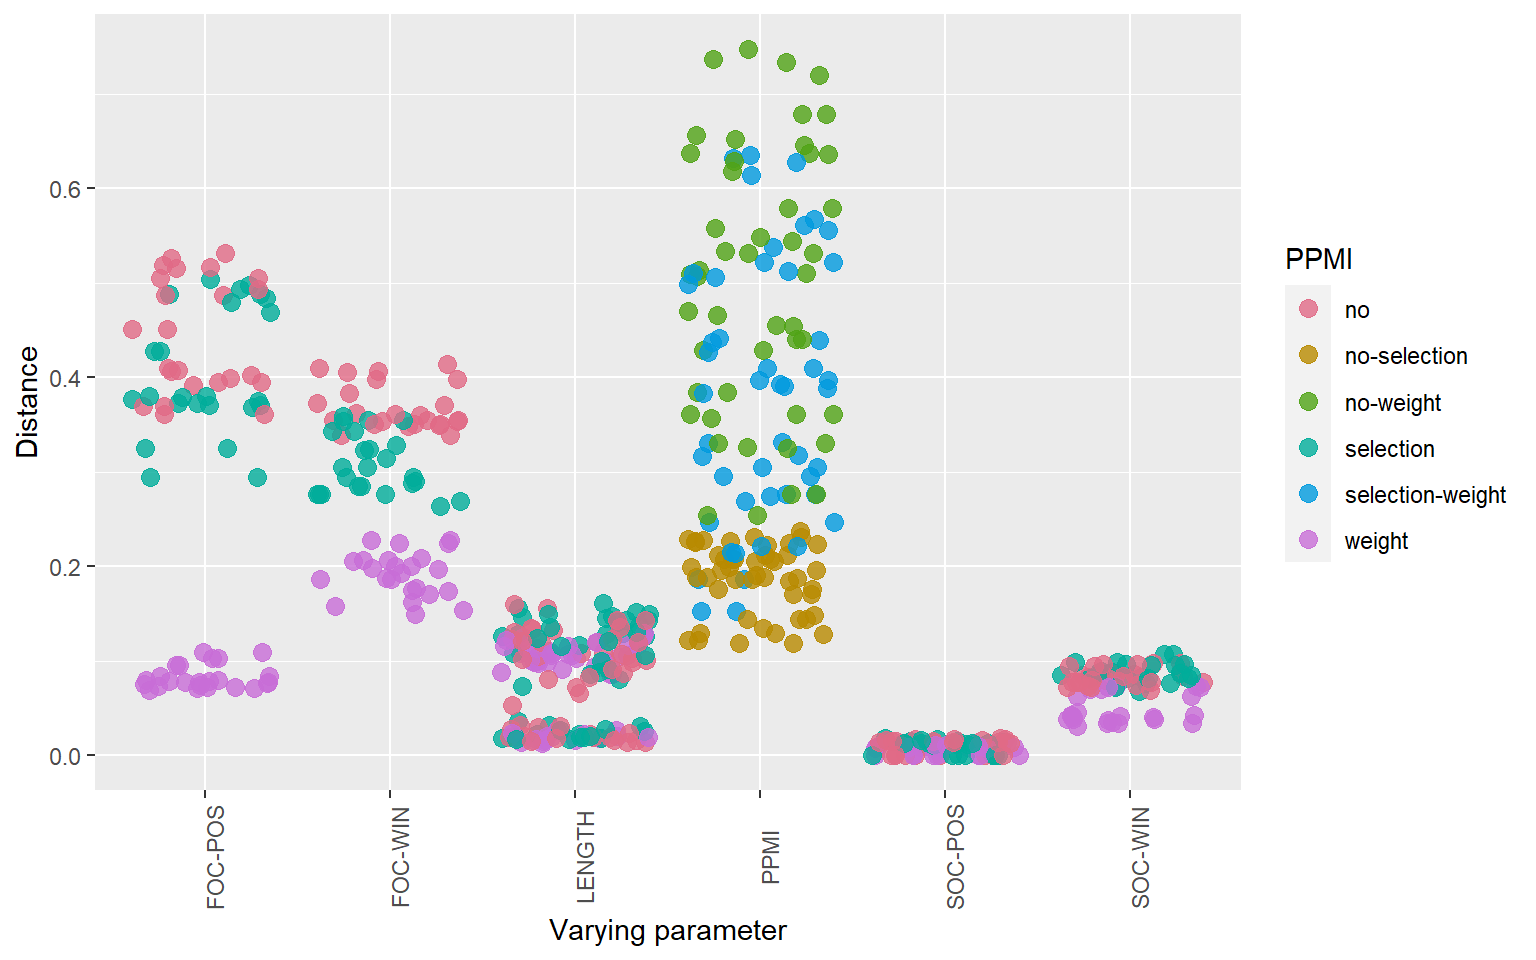 Distance
0.6
0.4
0.2
0.0
FOC-POS
FOC-WIN
LENGTH
PPMI
SOC-POS
SOC-WIN
Varying parameter
PPMI
no
no-selection
no-weight
selection
selection-weight
weight